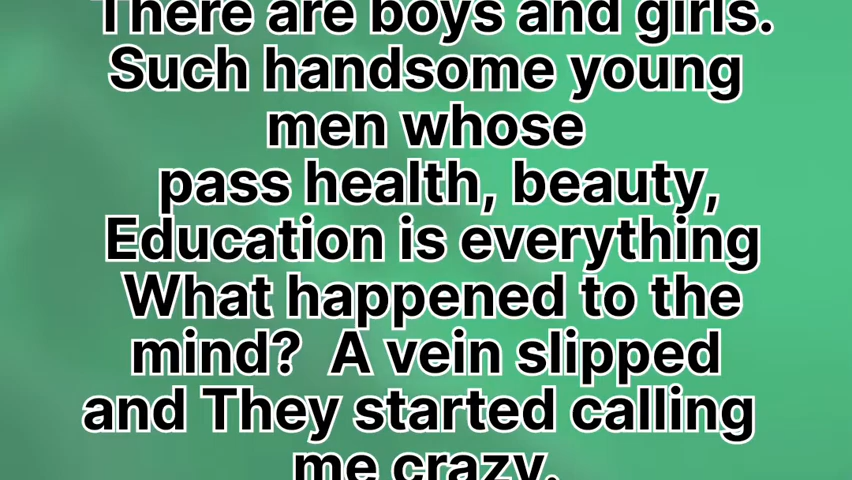 There are boys and girls.
Such handsome young
men whose
pass health, beauty,
Education is everything
What happened to the
mind? A vein slipped
and They started calling
me crazy.